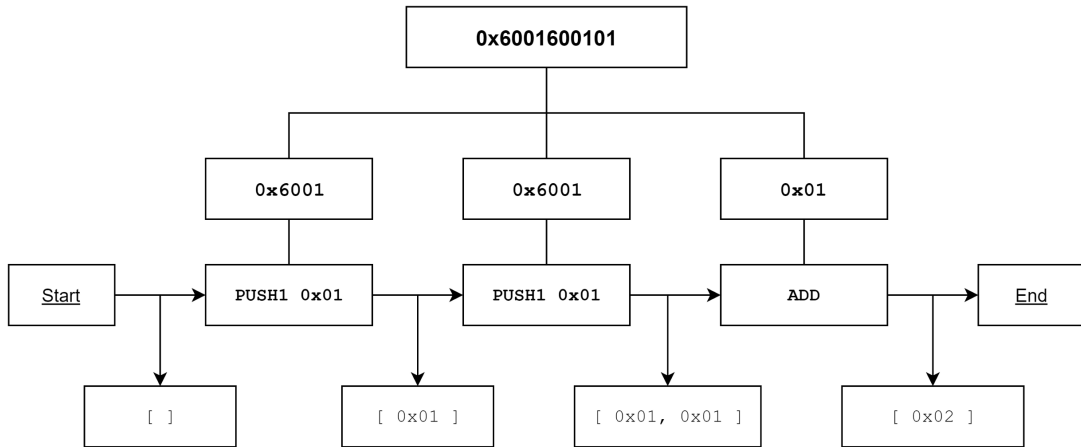 0x6001600101
0x6001
0x6001
0x01
Start
PUSH1 0x01
PUSH1 0x01
ADD
End
[ ]
[ 0x01 ]
[ 0x01, 0x01 ]
[ 0x02 ]